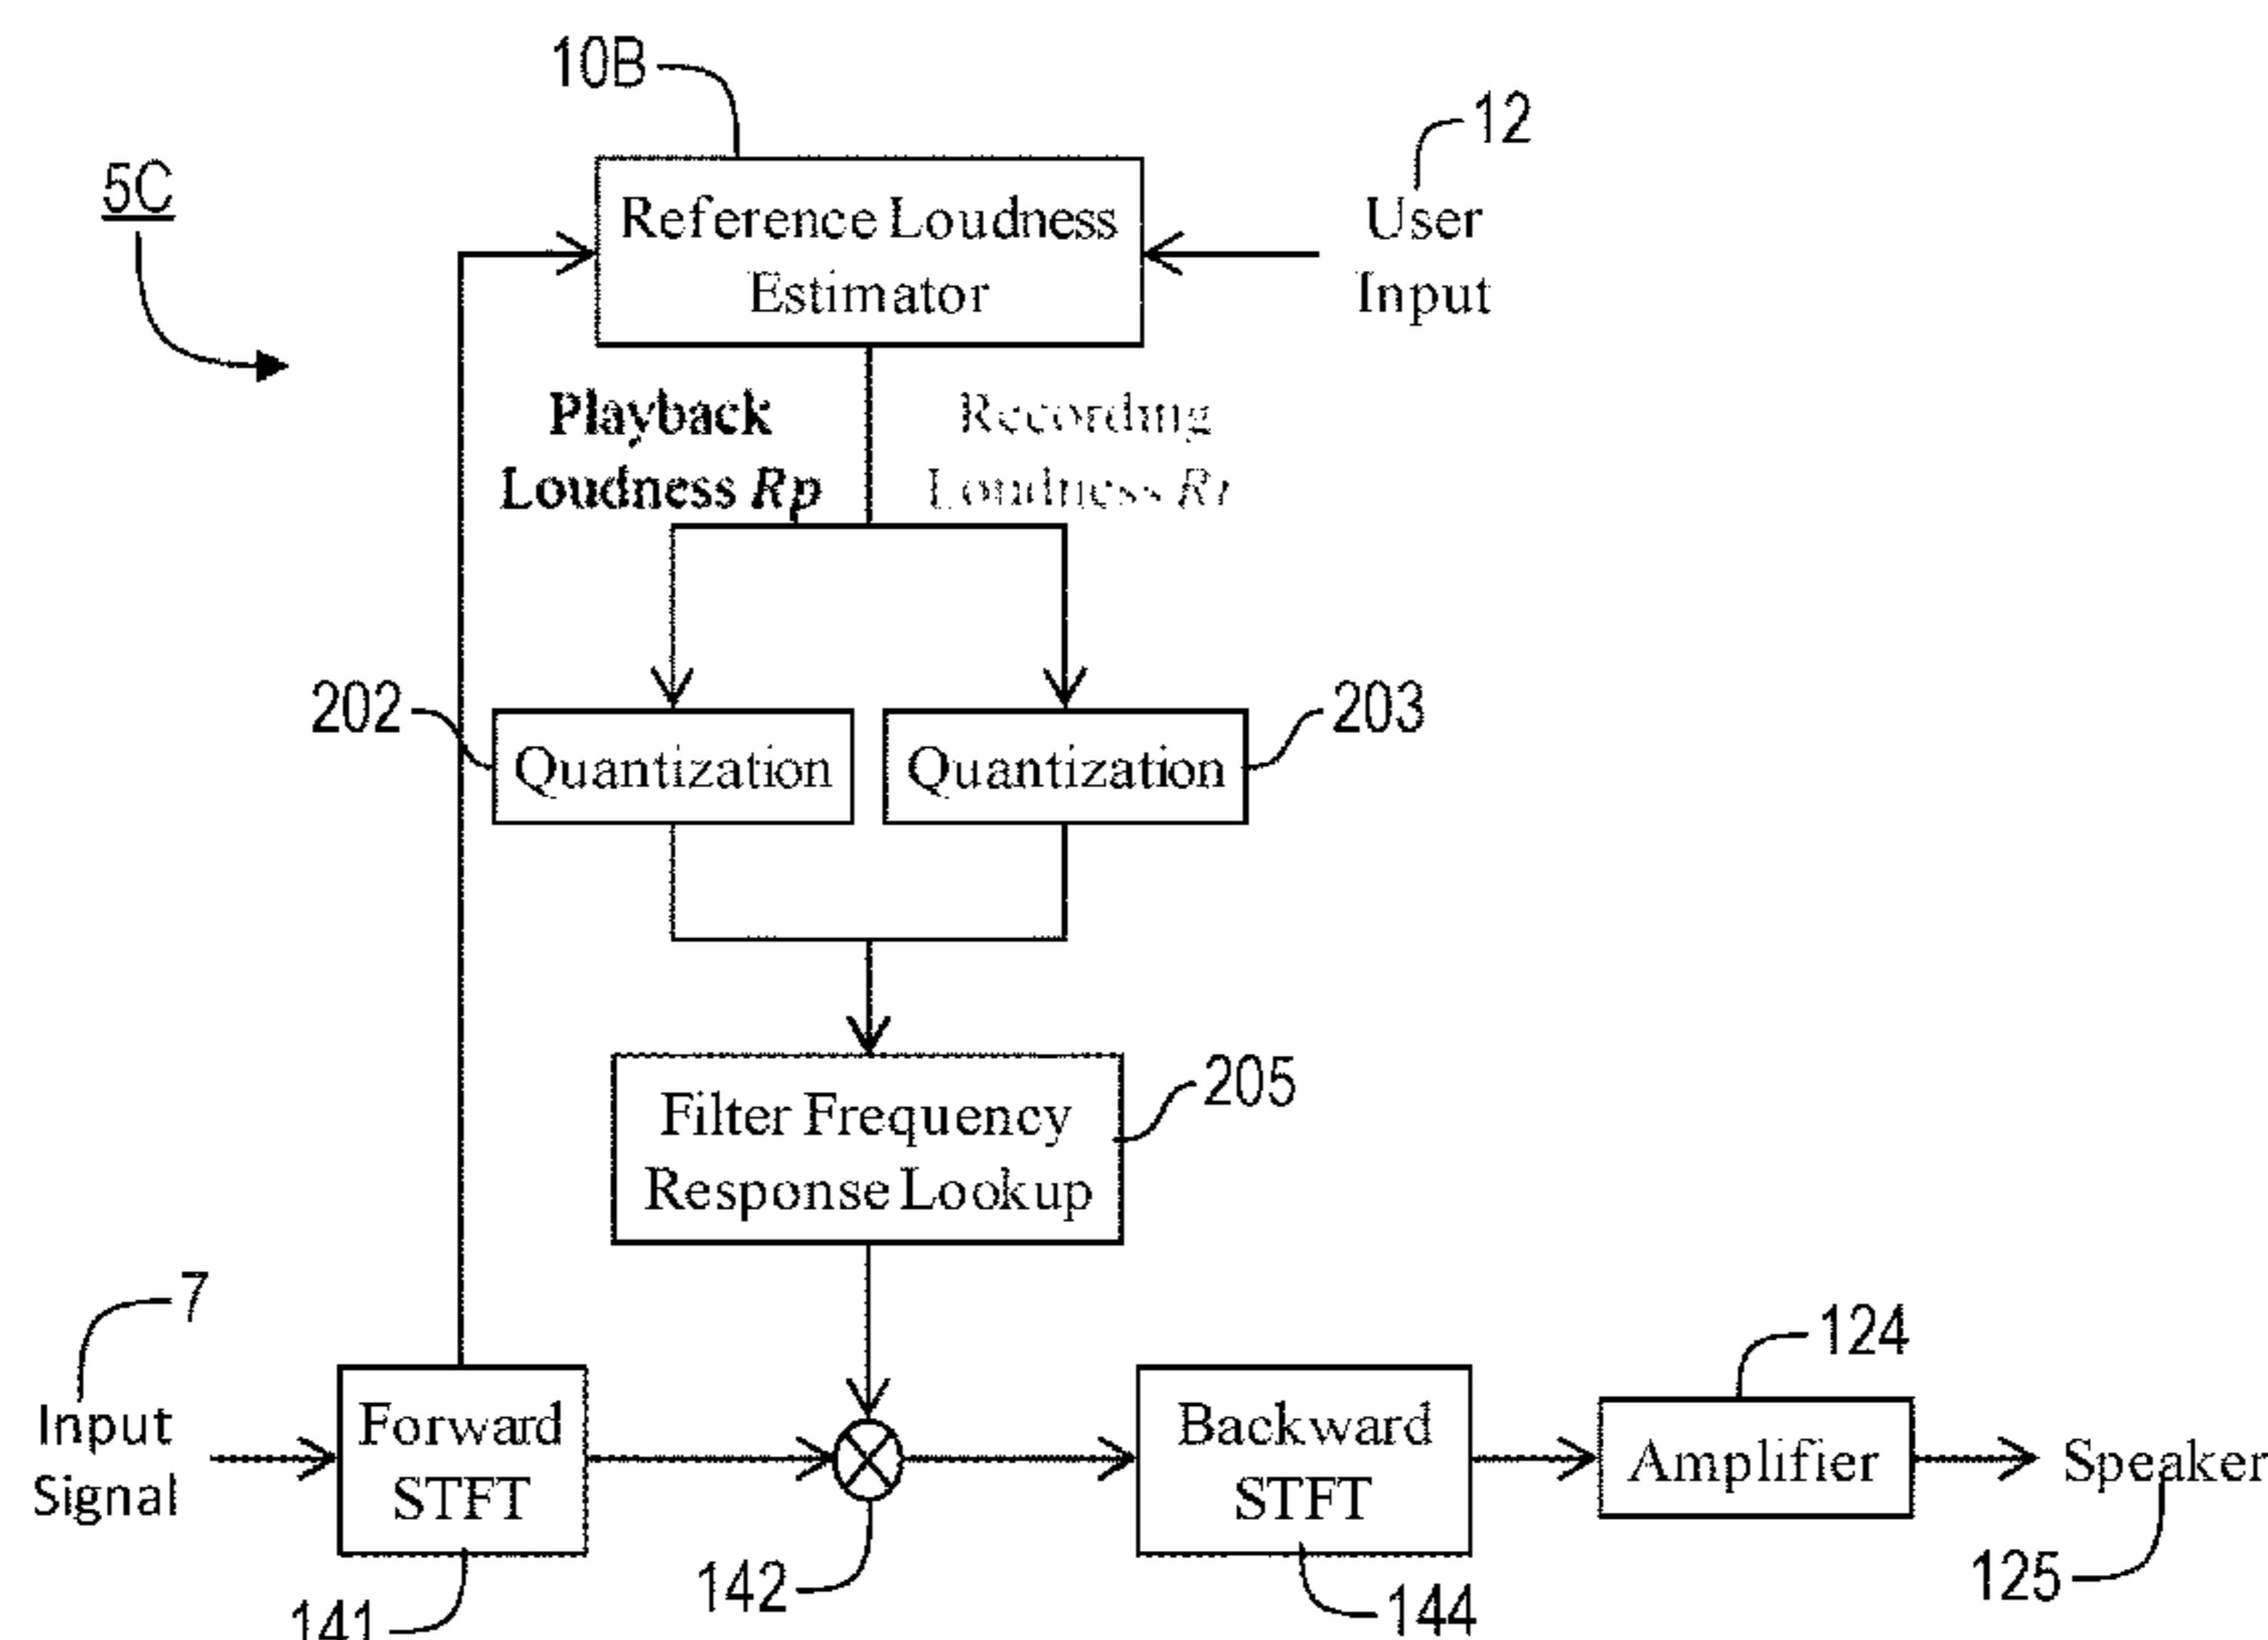 10B
12
5C
Reference Loudness
Estimator
User
Input
Playback
Loudness Rp
Recording
Loudness Rr
202
203
Quantization
Quantization
205
Filter Frequency
Response Lookup
7
124
Input
Signal
Forward
STFT
Backward
STFT
Amplifier
Speaker
142
125
141
144